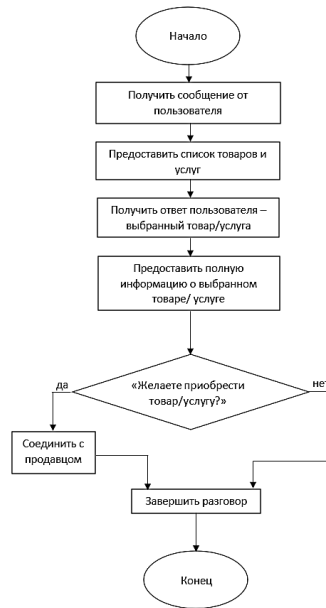 Начало
Получить сообщение от
пользователя
Предоставить список товаров и
услуг
Получить ответ пользователя –
выбранный товар/услуга
Предоставить полную
информацию о выбранном
товаре/ услуге
«Желаете приобрести
товар/услугу?»
да
нет
Соединить с
продавцом
Завершить разговор
Конец